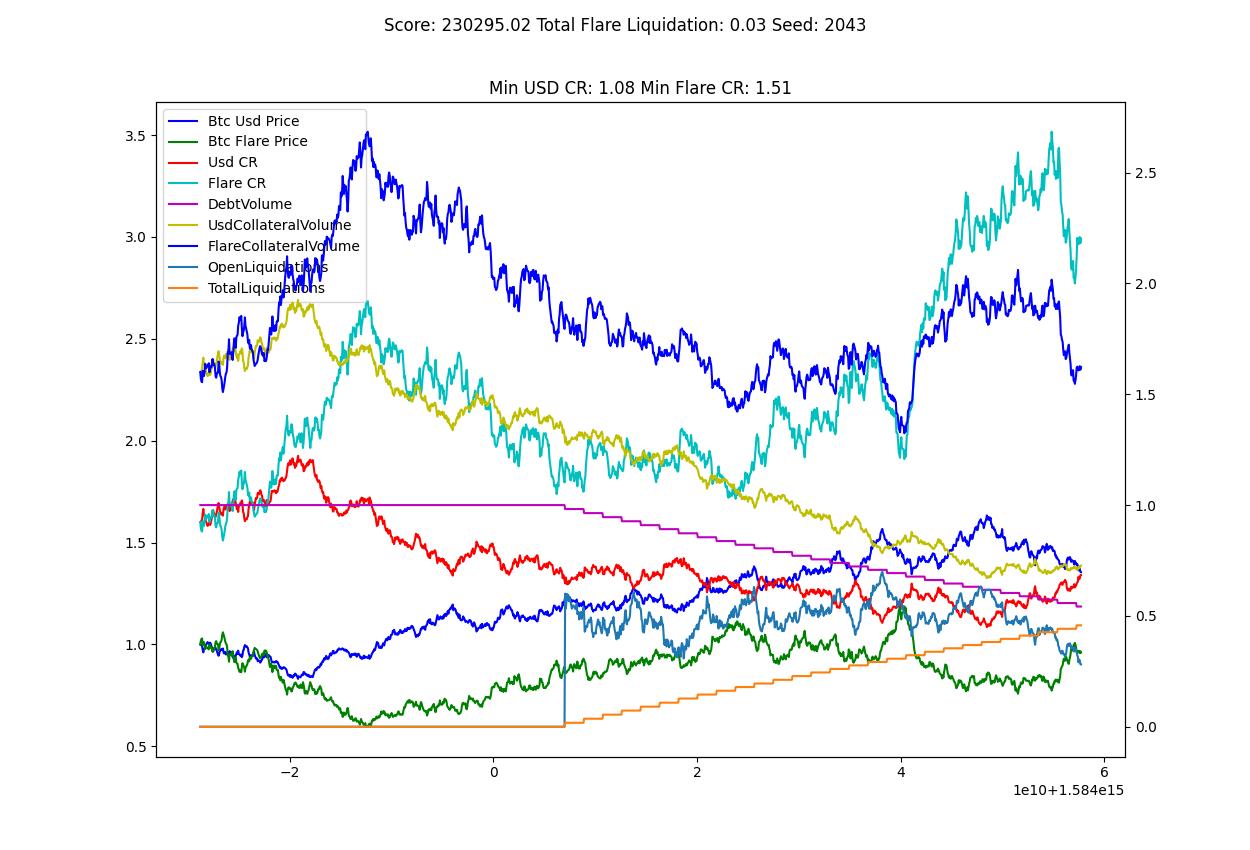 Score: 230295.02 Total Flare Liquidation: 0.03 Seed: 2043
Min USD CR: 1.08 Min Flare CR: 1.51
Btc Usd Price
Btc Flare Price
Usd CR
Flare CR
DebtVolume
UsdCollateralVolume
FlareCollateralVolume
OpenLiquidations
TotalLiquidations
3.5
3.0
2.5
2.0
1.5
1.0
0.5
2.5
2.0
1.5
1.0
0.5
0.0
−2 0 2 4 6
1e10+1.584e15